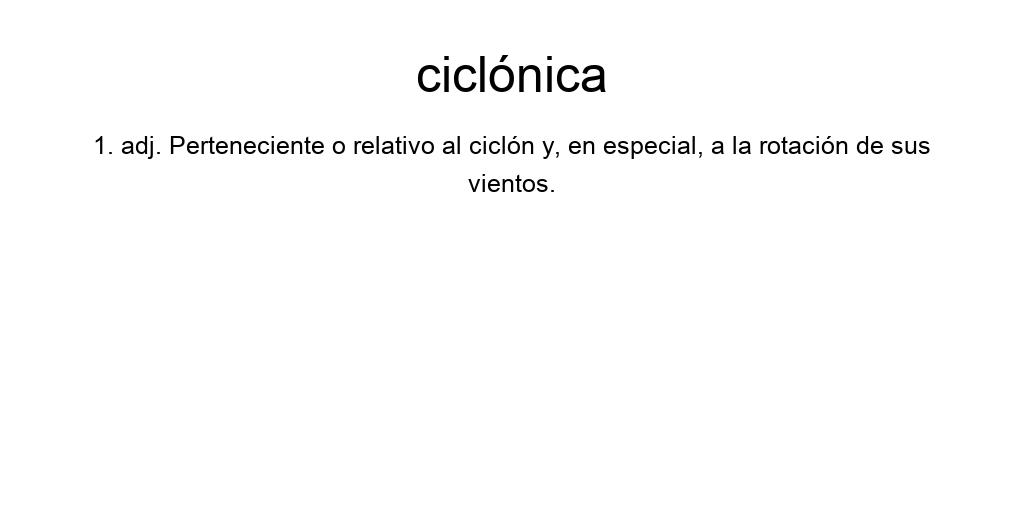 ciclónica
1. adj. Perteneciente o relativo al ciclón y, en especial, a la rotación de sus
vientos.